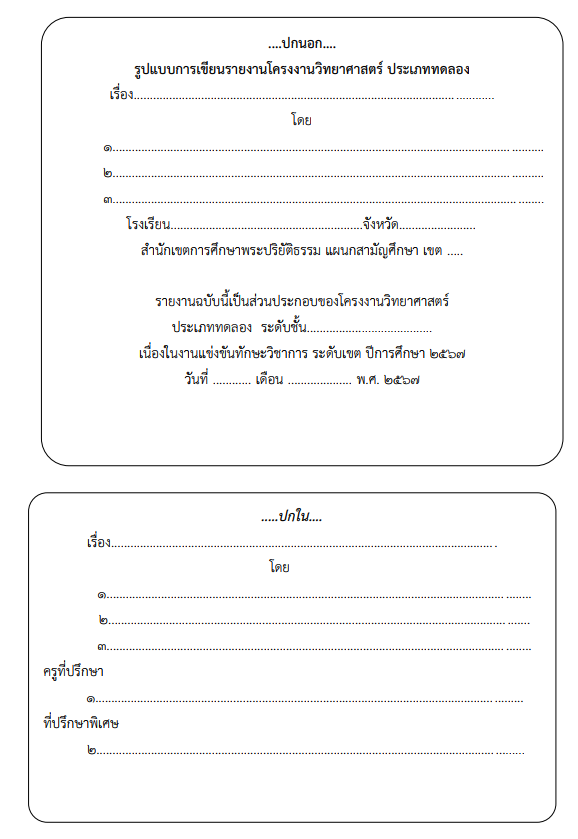 ....ปกนอก....
รูปแบบการเขียนรายงานโครงงานวิทยาศาสตร์ ประเภททดลอง
เรื่อง...............................................................................................................
โดย
๑......................................................................................................................................
๒......................................................................................................................................
๓......................................................................................................................................
โรงเรียน............................................................จังหวัด........................
สำนักเขตการศึกษาพระปริยัติธรรม แผนกสามัญศึกษา เขต .....
รายงานฉบับนี้เป็นส่วนประกอบของโครงงานวิทยาศาสตร์
ประเภททดลอง ระดับชั้น.......................................
เนื่องในงานแข่งขันทักษะวิชาการ ระดับเขต ปีการศึกษา ๒๕๖๗
วันที่ ............ เดือน .................... พ.ศ. ๒๕๖๗
.....ปกใน....
เรื่อง.......................................................................................................................
โดย
๑......................................................................................................................................
๒......................................................................................................................................
๓......................................................................................................................................
ครูที่ปรึกษา
๑......................................................................................................................................
ที่ปรึกษาพิเศษ
๒......................................................................................................................................